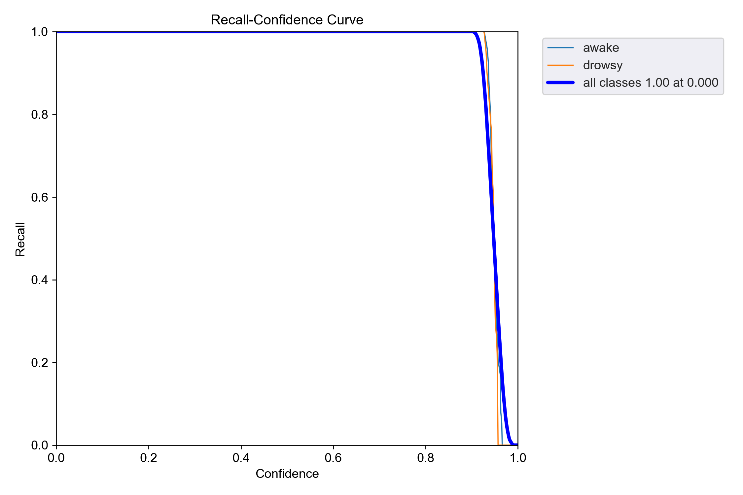 Recall-Confidence Curve
1.0
0.8
0.6
0.4
0.2
0.0
Recall
0.0 0.2 0.4 0.6 0.8 1.0
Confidence
awake
drowsy
all classes 1.00 at 0.000